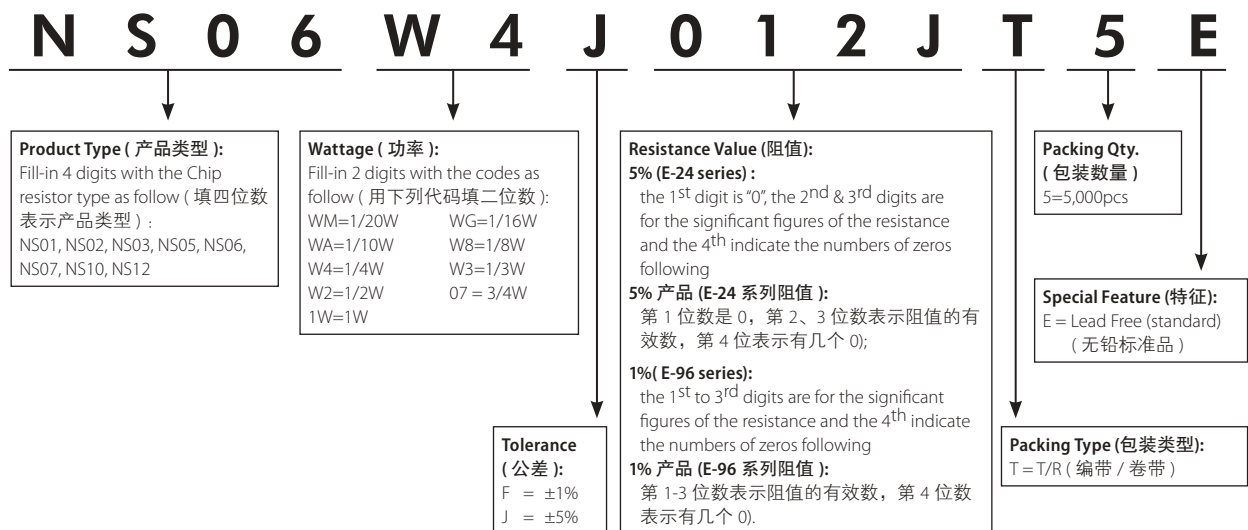 N S 0 6 W 4 J 0 1 2 J T 5 E
Product Type ( 产品类型 ):
Fill-in 4 digits with the Chip
resistor type as follow ( 填四位数
表示产品类型 ) :
NS01, NS02, NS03, NS05, NS06,
NS07, NS10, NS12
Wattage ( 功率 ):
Fill-in 2 digits with the codes as
follow ( 用下列代码填二位数 ):
WM=1/20W WG=1/16W
WA=1/10W W8=1/8W
W4=1/4W W3=1/3W
W2=1/2W 07 = 3/4W
1W=1W
Tolerance
( 公差 ):
F = ±1%
J = ±5%
Resistance Value (阻值):
5% (E-24 series) :
the 1st digit is “0”, the 2nd & 3rd digits are
for the significant figures of the resistance
and the 4th indicate the numbers of zeros
following
5% 产品 (E-24 系列阻值 ):
第 1 位数是 0，第 2、3 位数表示阻值的有
效数，第 4 位表示有几个 0);
1%( E-96 series):
the 1st to 3rd digits are for the significant
figures of the resistance and the 4th indicate
the numbers of zeros following
1% 产品 (E-96 系列阻值 ):
第 1-3 位数表示阻值的有效数，第 4 位数
表示有几个 0).
Packing Type (包装类型):
T = T/R ( 编带 / 卷带 )
Packing Qty.
( 包装数量 )
5=5,000pcs
Special Feature (特征):
E = Lead Free (standard)
( 无铅标准品 )